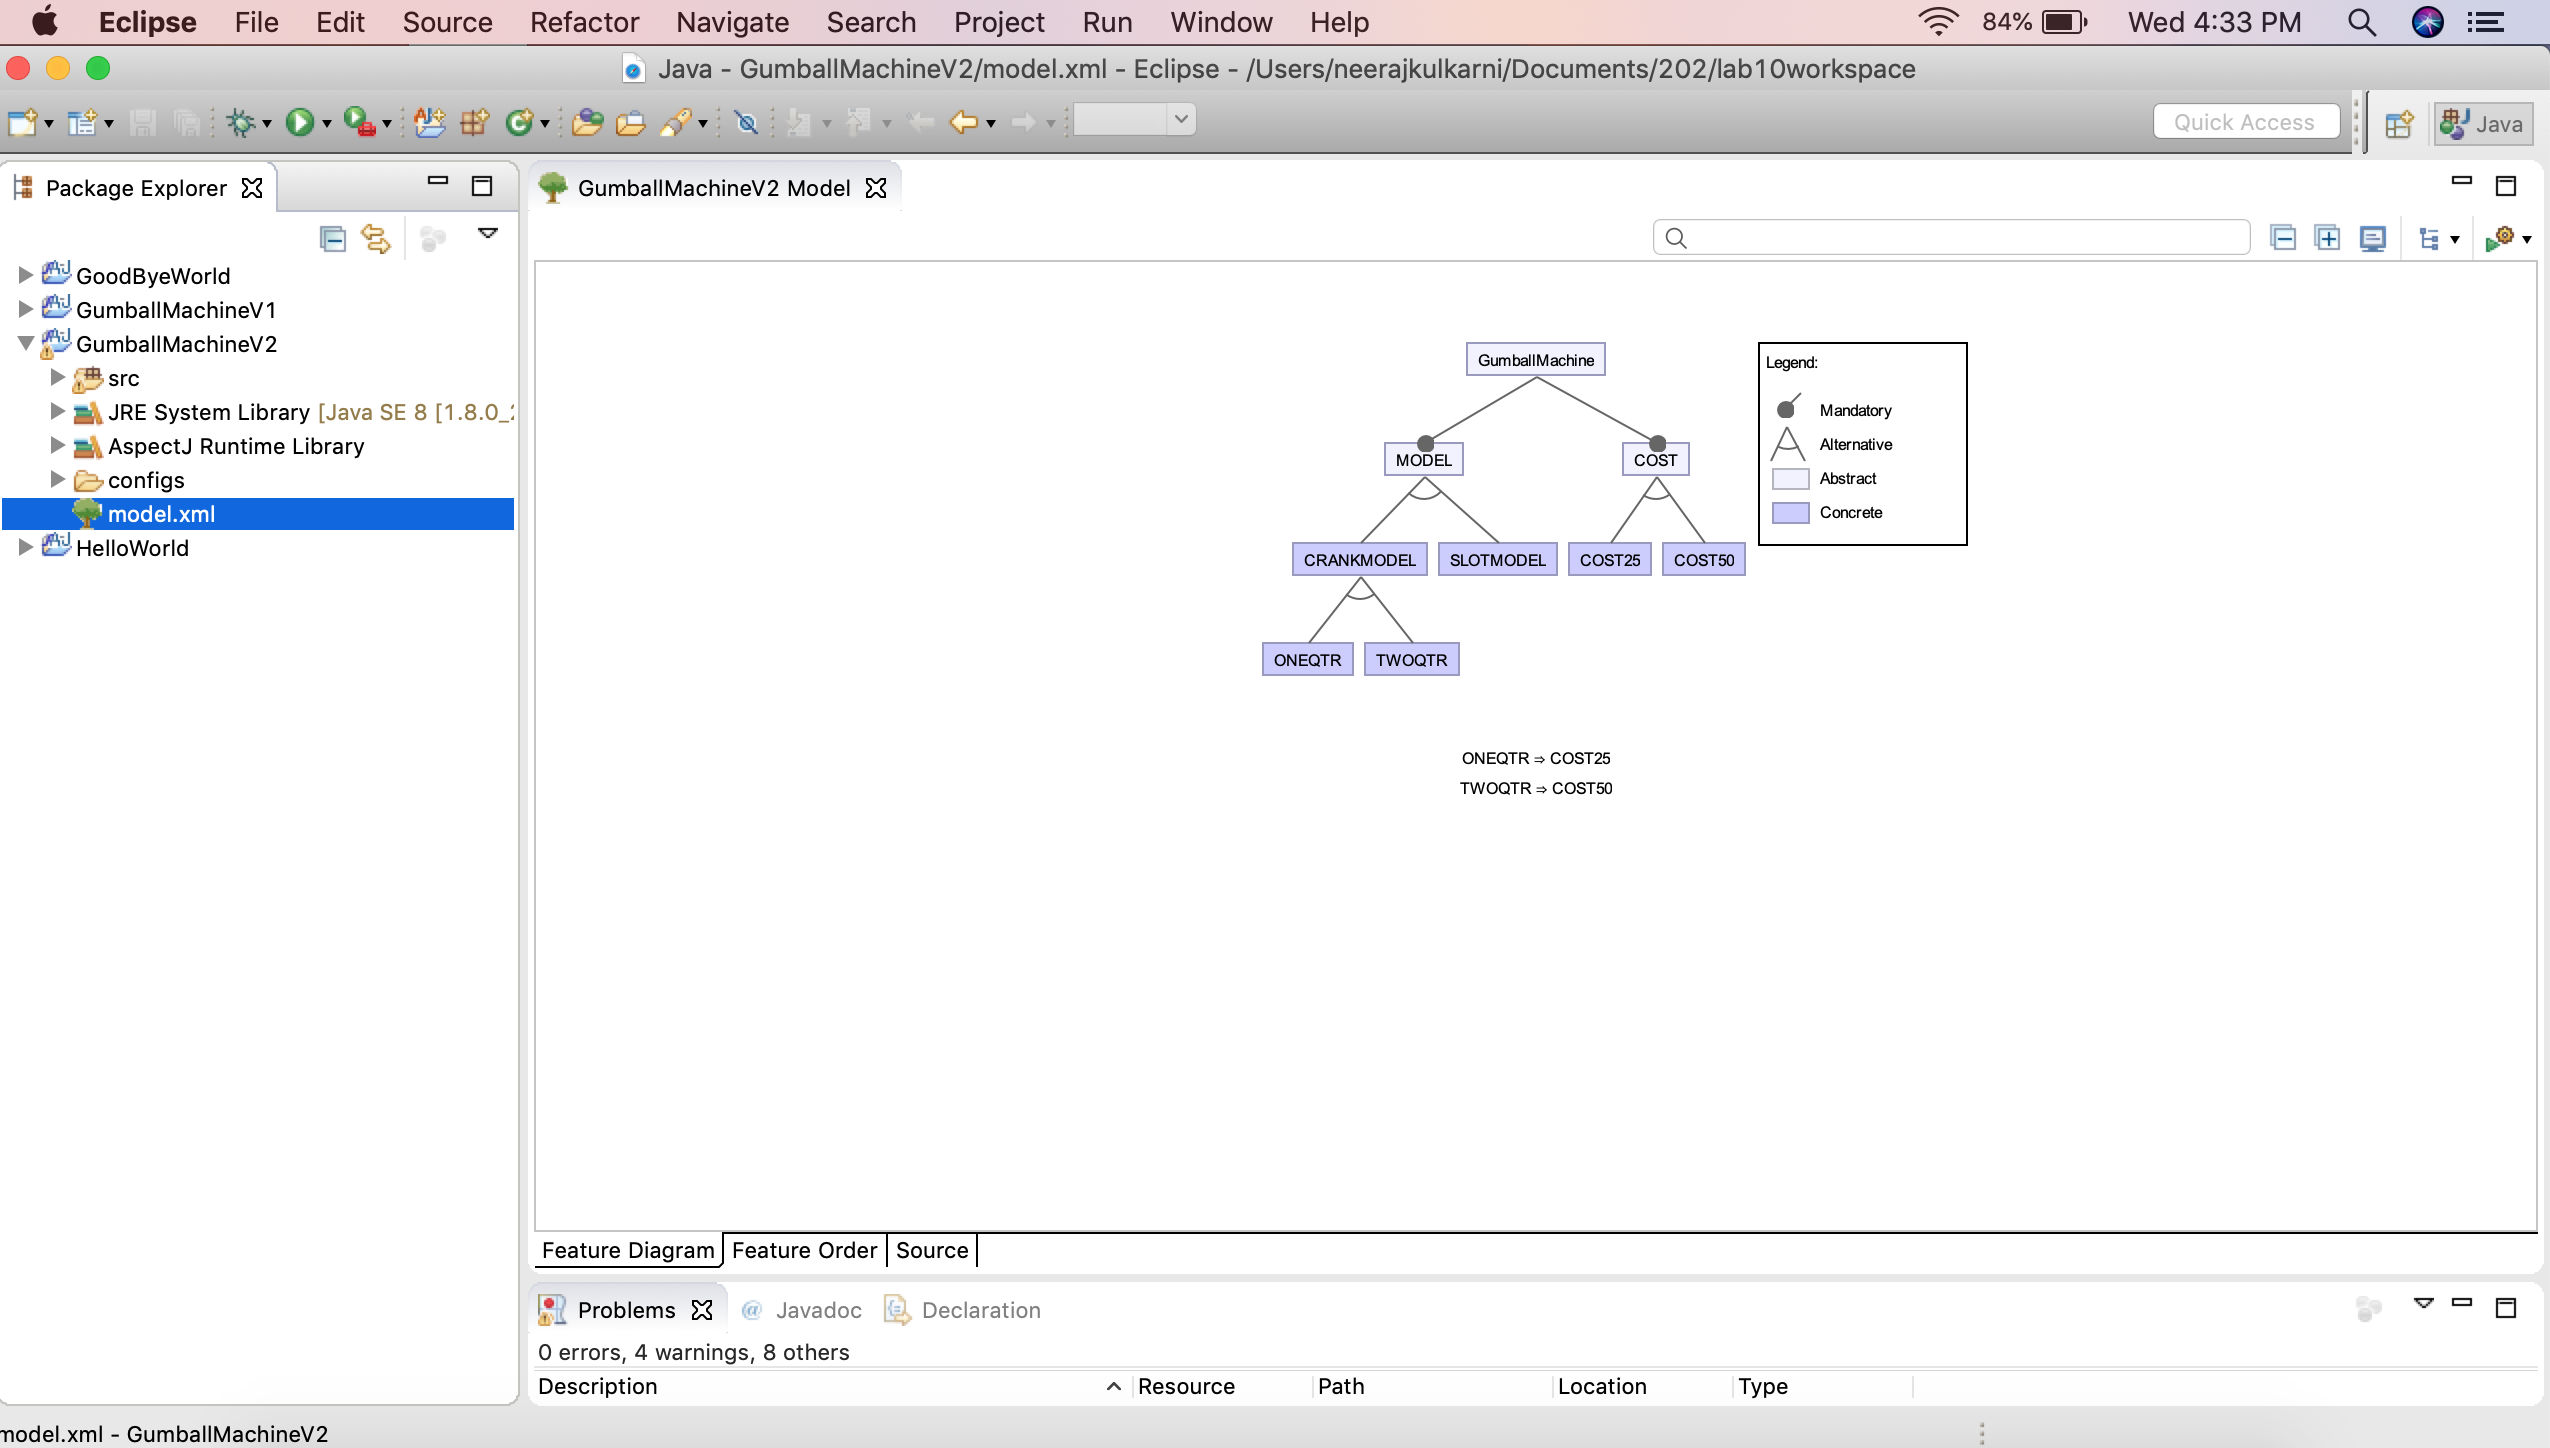 Eclipse File Edit Source Refactor Navigate Search Project Run Window Help 84% Wed 4:33 PM
Java - GumballMachineV2/model.xml - Eclipse - /Users/neerajkulkarni/Documents/202/lab10workspace
Quick Access Java
Package Explorer
GumballMachineV2 Model
GoodByeWorld
GumballMachineV1
GumballMachineV2
src
JRE System Library [Java SE 8 [1.8.0_
AspectJ Runtime Library
configs
model.xml
HelloWorld
GumballMachine
MODEL COST
CRANKMODEL SLOTMODEL COST25 COST50
ONEQTR TWOQTR
Legend:
Mandatory
Alternative
Abstract
Concrete
ONEQTR ⇒ COST25
TWOQTR ⇒ COST50
Feature Diagram Feature Order Source
Problems @ Javadoc Declaration
0 errors, 4 warnings, 8 others
Description Resource Path Location Type
model.xml - GumballMachineV2